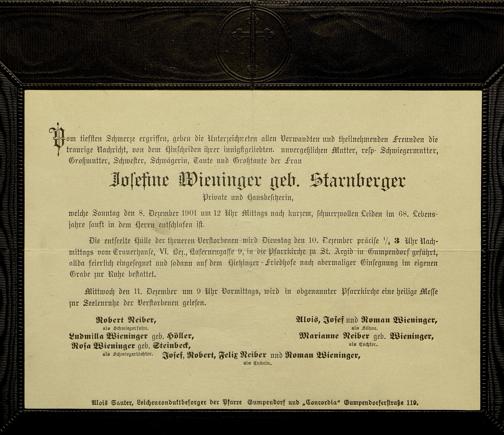 Vom tiefsten Schmerze ergriffen, geben die Unterzeichneten allen Verwandten und theilnehmenden Freunden die
traurige Nachricht, von dem Hinscheiden ihrer innigstgeliebten, unvergeßlichen Mutter, resp. Schwiegermutter,
Großmutter, Schwester, Schwägerin, Tante und Großtante der Frau
Josefine Wieninger geb. Starnberger
Private und Hausbesitzerin,
welche Sonntag den 8. Dezember 1901 um 12 Uhr Mittags nach kurzem, schmerzvollen Leiden im 68. Lebens-
jahre sanft in dem Herrn entschlafen ist.
Die entseelte Hülle der theueren Verstorbenen wird Dienstag den 10. Dezember präcise ½ 3 Uhr Nach-
mittags vom Trauerhause, VI. Bez., Kasernengasse 9, in die Pfarrkirche zu St. Ägid in Gumpendorf geführt,
allda feierlich eingesegnet und sodann auf dem Hietzinger-Friedhofe nach abermaliger Einsegnung im eigenen
Grabe zur Ruhe bestattet.
Mittwoch den 11. Dezember um 9 Uhr Vormittags, wird in obgenannter Pfarrkirche eine heilige Messe
zur Seelenruhe der Verstorbenen gelesen.
Robert Reiber,
als Schwiegersohn.
Ludmilla Wieninger geb. Höller,
Rosa Wieninger geb. Steinbeck,
als Schwiegertöchter.
Alois, Josef und Roman Wieninger,
als Söhne.
Marianne Reiber geb. Wieninger,
als Tochter.
Josef, Robert, Felix Reiber und Roman Wieninger,
als Enkeln.
Alois Sauter, Leichenconduktbesorger der Pfarre Gumpendorf und „Concordia“ Gumpendorferstraße 119.